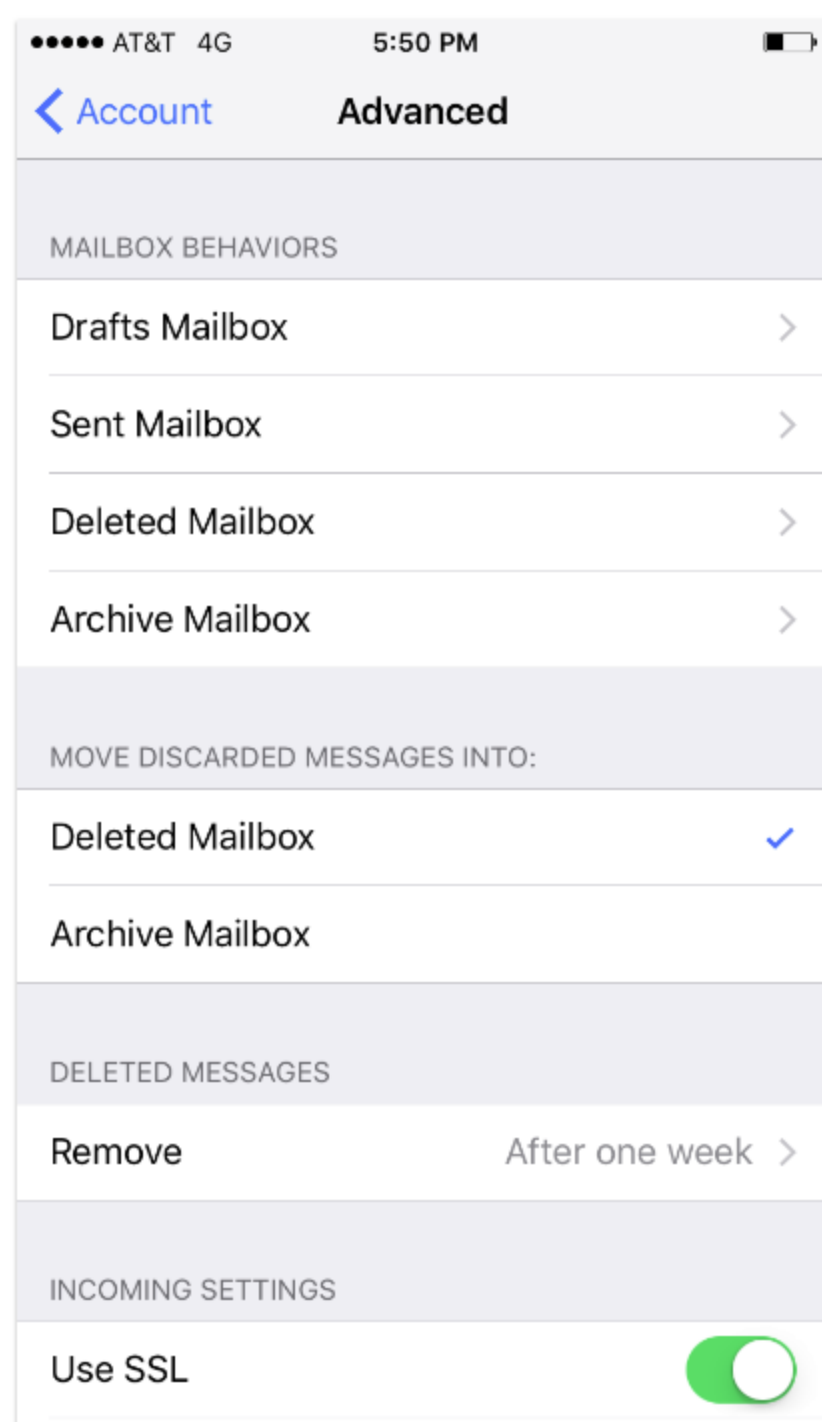 AT&T 4G 5:50 PM
Account Advanced
MAILBOX BEHAVIORS
Drafts Mailbox
Sent Mailbox
Deleted Mailbox
Archive Mailbox
MOVE DISCARDED MESSAGES INTO:
Deleted Mailbox
Archive Mailbox
DELETED MESSAGES
Remove After one week
INCOMING SETTINGS
Use SSL